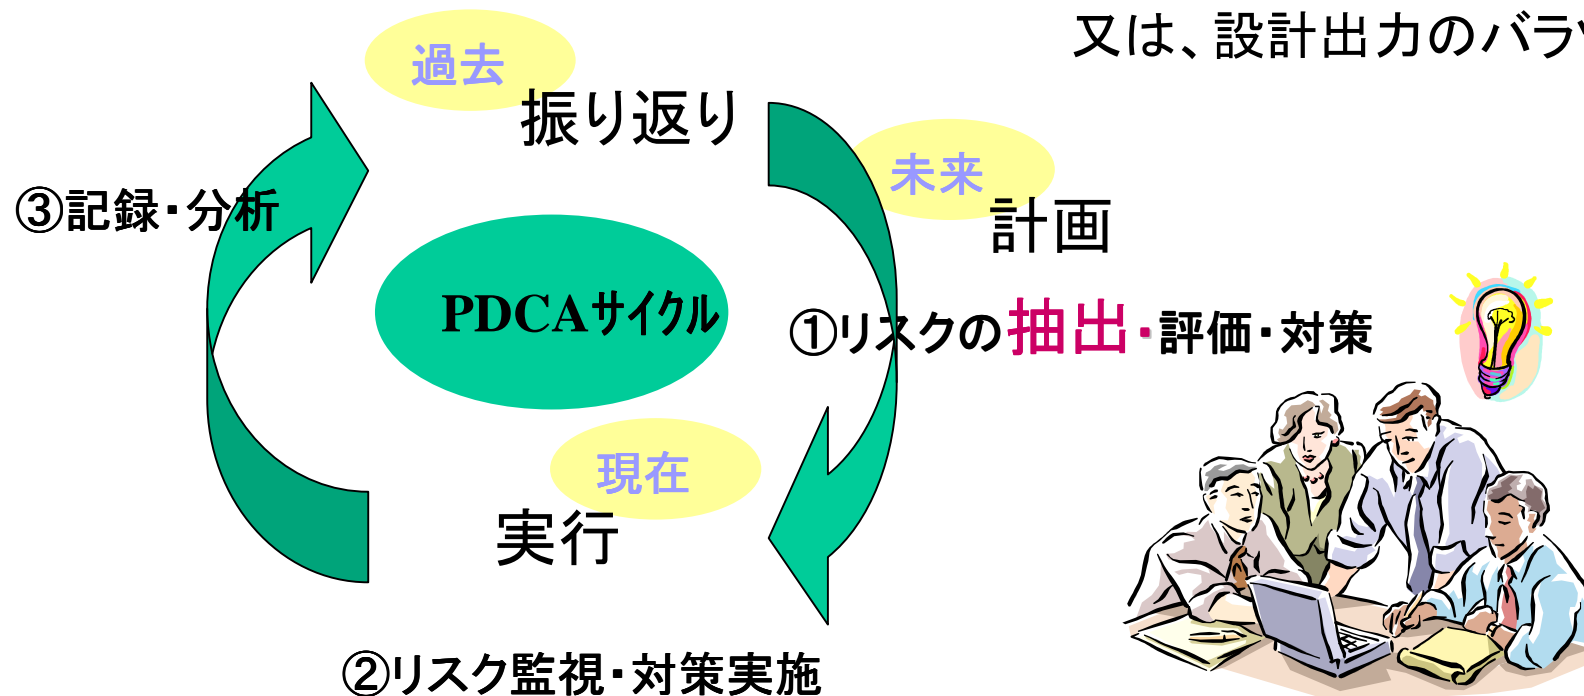 又は、設計出力のバラ
過去
振り返り
未来
計画
③記録・分析
PDCAサイクル
①リスクの抽出・評価・対策
現在
実行
②リスク監視・対策実施